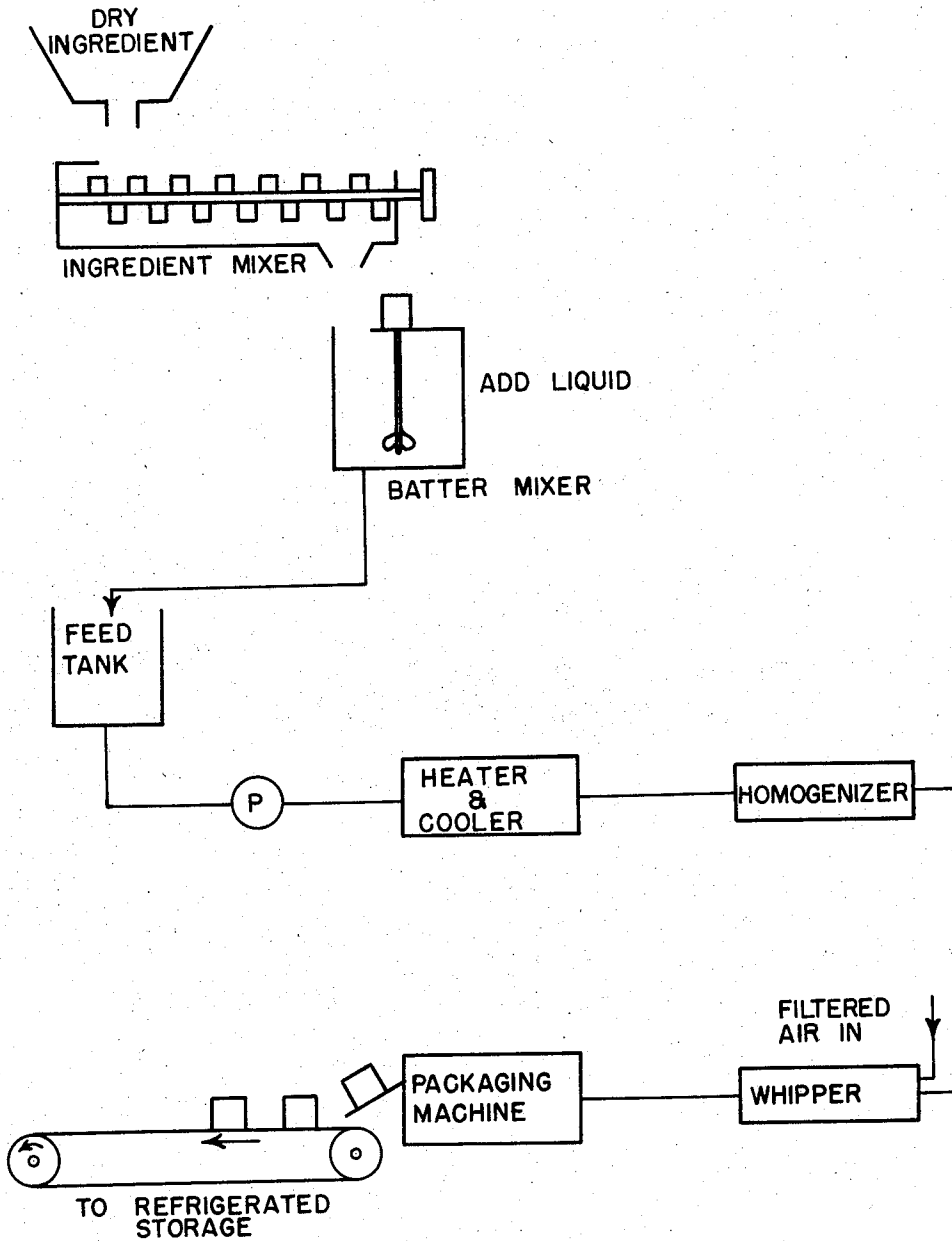 DRY
INGREDIENT
INGREDIENT MIXER
ADD LIQUID
BATTER MIXER
FEED
TANK
P
HEATER
&
COOLER
HOMOGENIZER
FILTERED
AIR IN
WHIPPER
PACKAGING
MACHINE
TO REFRIGERATED
STORAGE